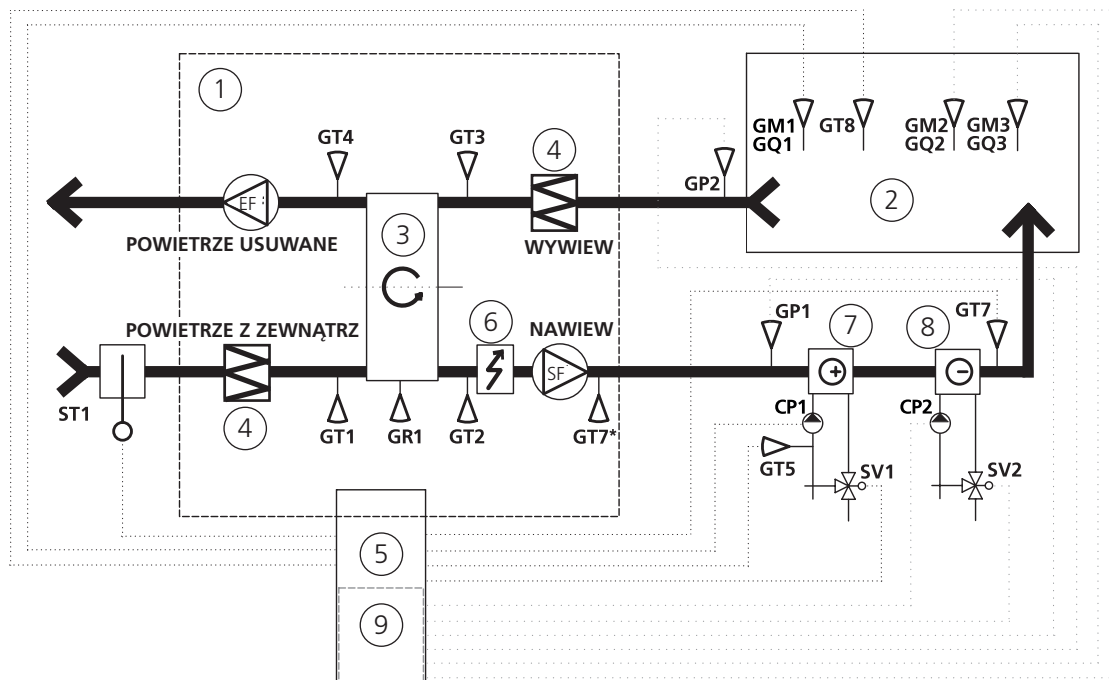 1
GT4
GT3
4
GM1
GQ1
GT8
GM2
GQ2
GM3
GQ3
GP2
2
EF
3
POWIETRZE USUWANE
WYWIEW
POWIETRZE Z ZEWNĄTRZ
6
NAWIEW
GP1
7
8
GT7
SF
ST1
4
GT1
GR1
GT2
GT7*
CP1
CP2
GT5
SV1
SV2
5
9